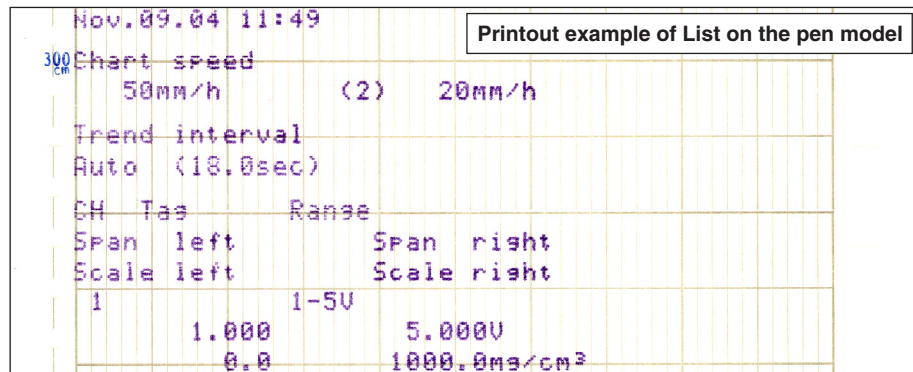 Nov.09.04 11:49
Printout example of List on the pen model
300 cm
Chart speed
50mm/h (2) 20mm/h
Trend interval
Auto (18.0sec)
CH Tag Range
Span left Span right
Scale left Scale right
1 1-5V
1.000 5.000V
0.0 1000.0mg/cm³